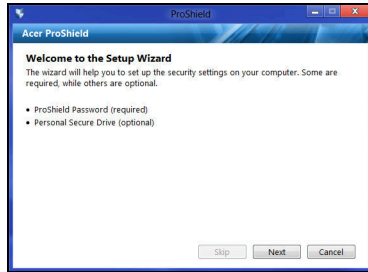 ProShield
Acer ProShield
Welcome to the Setup Wizard
The wizard will help you to set up the security settings on your computer. Some are
required, while others are optional.
• ProShield Password (required)
• Personal Secure Drive (optional)
Skip Next Cancel